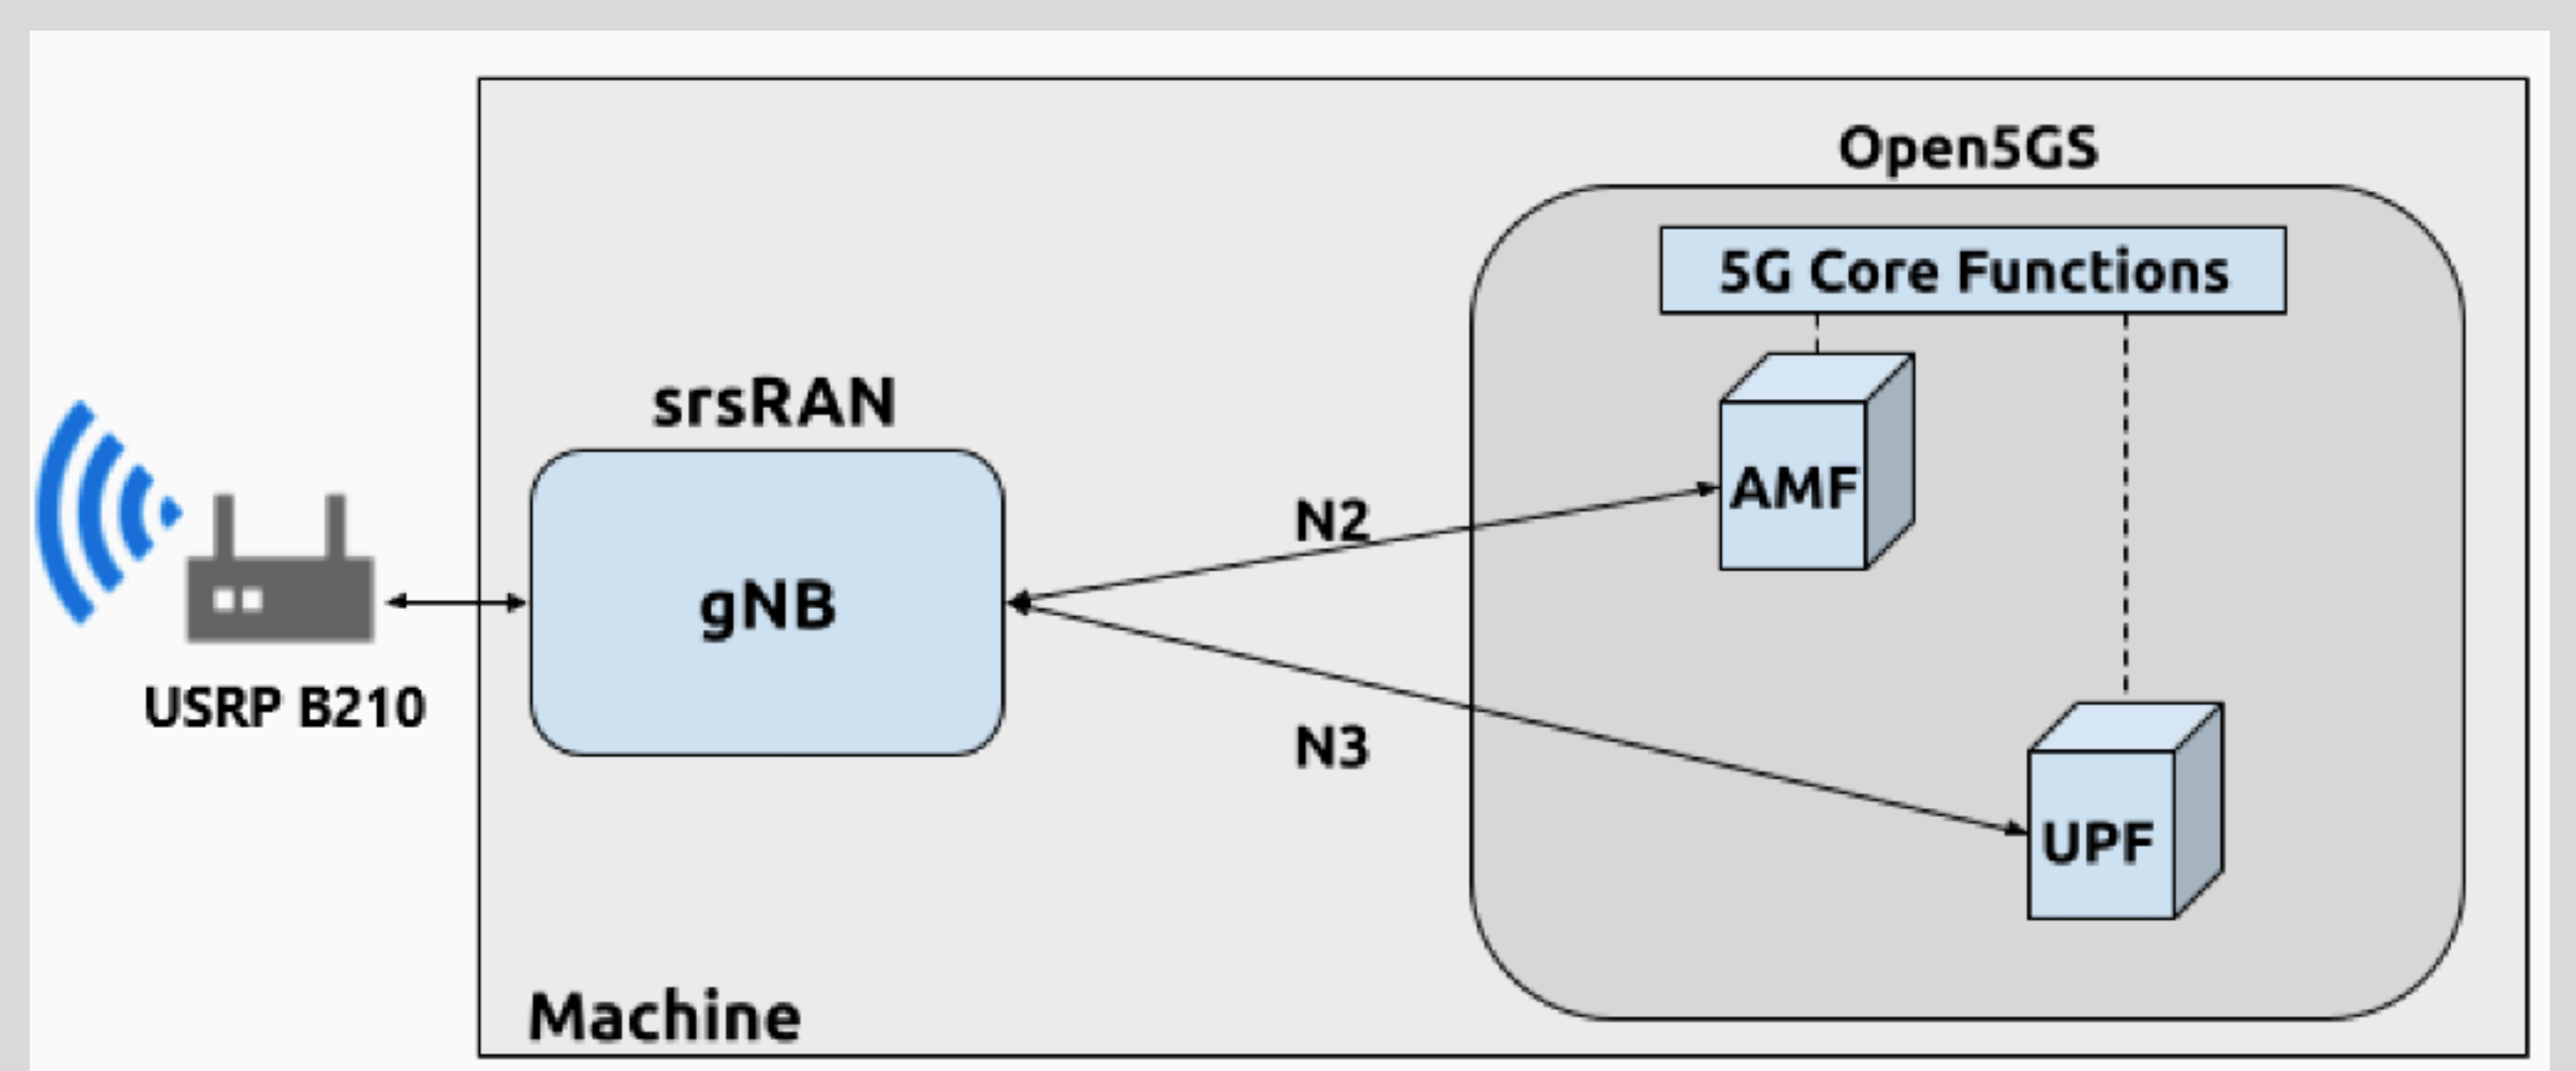 Open5GS
5G Core Functions
srsRAN
AMF
N2
gNB
USRP B210
N3
UPF
Machine